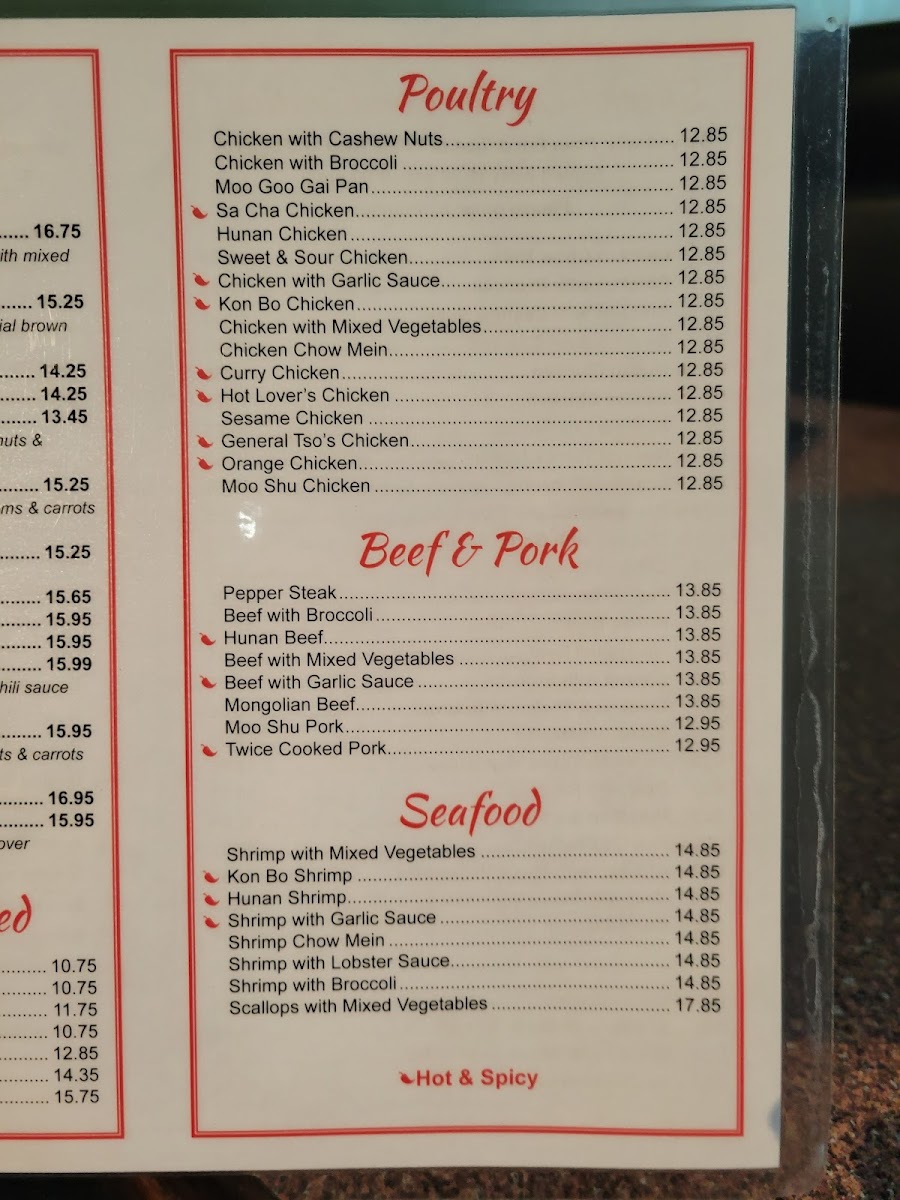 16.75
ith mixed
15.25
ial brown
14.25
14.25
13.45
nuts &
15.25
ms & carrots
15.25
15.65
15.95
15.95
15.99
hili sauce
15.95
ts & carrots
16.95
15.95
over
ed
10.75
10.75
11.75
10.75
12.85
14.35
15.75
Poultry
Chicken with Cashew Nuts 12.85
Chicken with Broccoli 12.85
Moo Goo Gai Pan 12.85
Sa Cha Chicken 12.85
Hunan Chicken 12.85
Sweet & Sour Chicken 12.85
Chicken with Garlic Sauce 12.85
Kon Bo Chicken 12.85
Chicken with Mixed Vegetables 12.85
Chicken Chow Mein 12.85
Curry Chicken 12.85
Hot Lover's Chicken 12.85
Sesame Chicken 12.85
General Tso's Chicken 12.85
Orange Chicken 12.85
Moo Shu Chicken 12.85
Beef & Pork
Pepper Steak 13.85
Beef with Broccoli 13.85
Hunan Beef 13.85
Beef with Mixed Vegetables 13.85
Beef with Garlic Sauce 13.85
Mongolian Beef 13.85
Moo Shu Pork 12.95
Twice Cooked Pork 12.95
Seafood
Shrimp with Mixed Vegetables 14.85
Kon Bo Shrimp 14.85
Hunan Shrimp 14.85
Shrimp with Garlic Sauce 14.85
Shrimp Chow Mein 14.85
Shrimp with Lobster Sauce 14.85
Shrimp with Broccoli 14.85
Scallops with Mixed Vegetables 17.85
Hot & Spicy